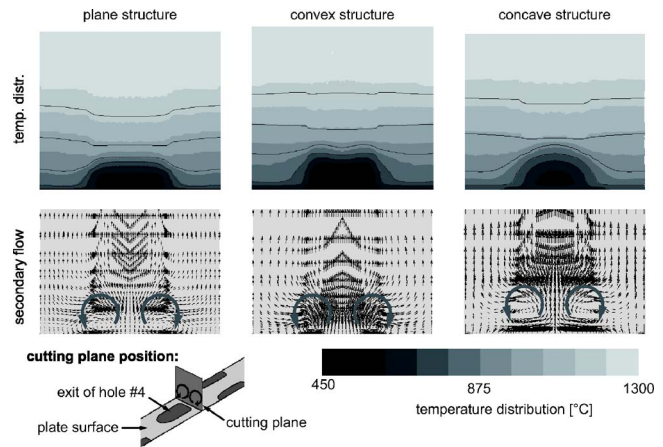 plane structure
convex structure
concave structure
temp. distr.
secondary flow
cutting plane position:
exit of hole #4
plate surface
cutting plane
450
875
1300
temperature distribution [°C]